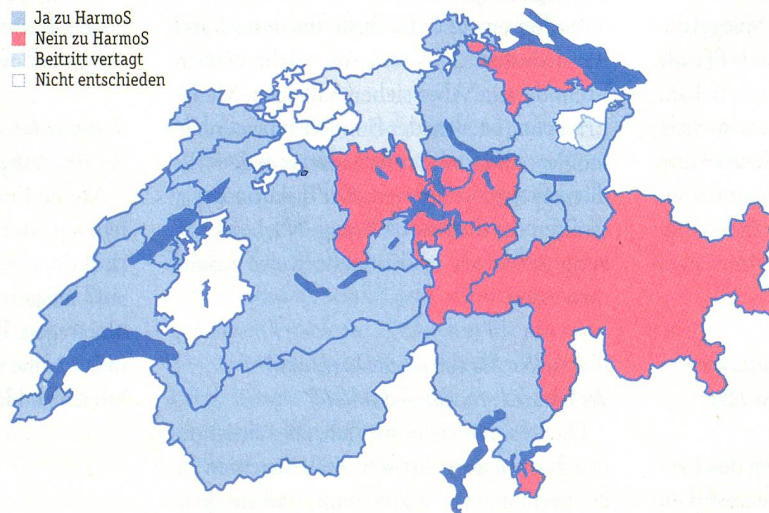 Ja zu HarmoS
Nein zu HarmoS
Beitritt vertagt
Nicht entschieden